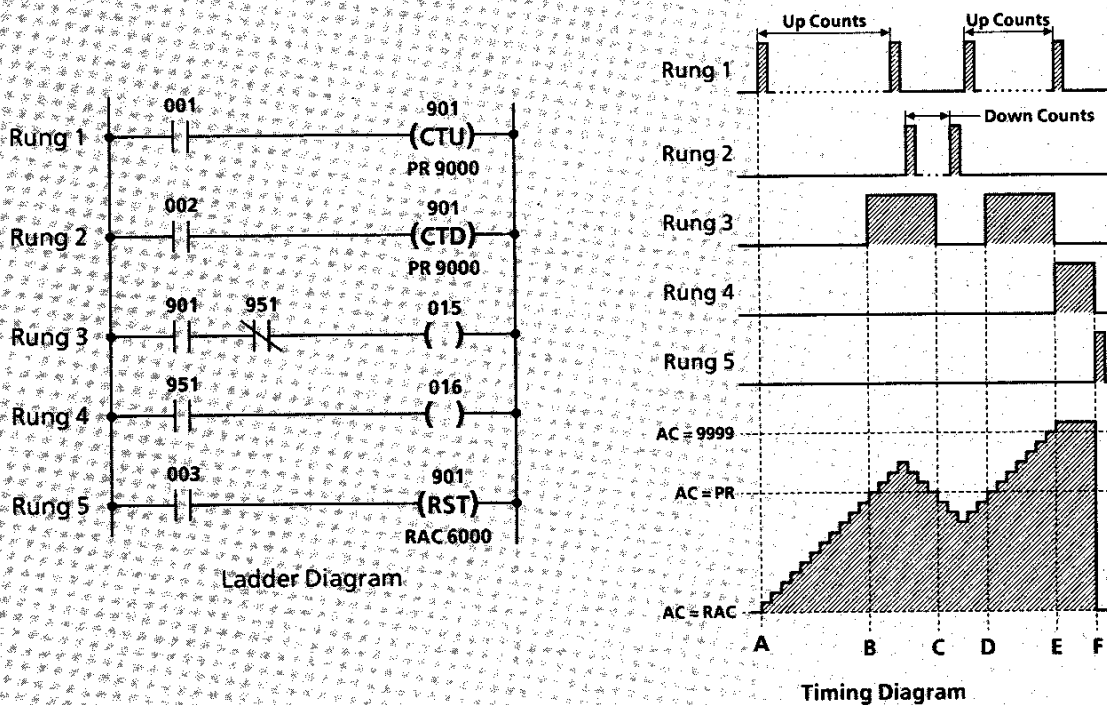 001
901
Rung 1
(CTU)
PR 9000
002
901
Rung 2
(CTD)
PR 9000
901
951
015
Rung 3
( )
951
016
Rung 4
( )
003
901
Rung 5
(RST)
RAC 6000
Ladder Diagram
Up Counts
Up Counts
Rung 1
Down Counts
Rung 2
Rung 3
Rung 4
Rung 5
AC = 9999
AC = PR
AC = RAC
A
B
C
D
E
F
Timing Diagram